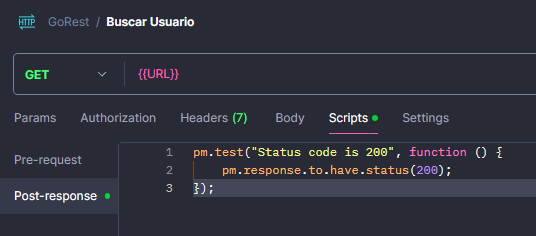 HTTP GoRest / Buscar Usuario
GET {{URL}}
Params Authorization Headers (7) Body Scripts Settings
Pre-request
Post-response
1 pm.test("Status code is 200", function () {
2 pm.response.to.have.status(200);
3 });